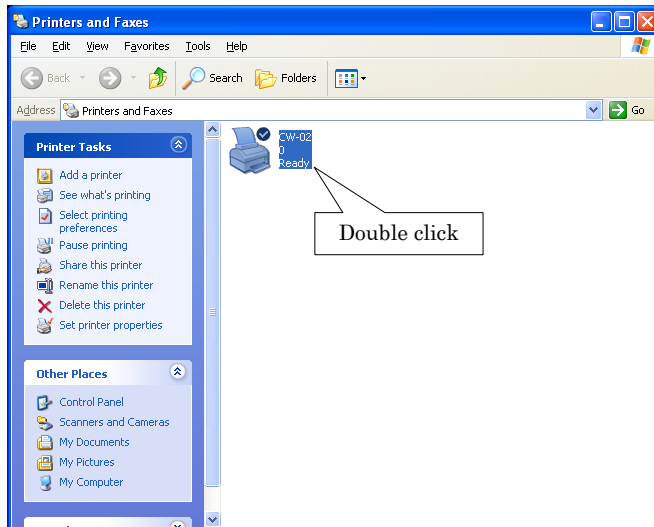 Printers and Faxes
File Edit View Favorites Tools Help
Back Search Folders
Address Printers and Faxes Go
Printer Tasks
Add a printer
See what's printing
Select printing
preferences
Pause printing
Share this printer
Rename this printer
Delete this printer
Set printer properties
Other Places
Control Panel
Scanners and Cameras
My Documents
My Pictures
My Computer
CW-02
0
Ready
Double click